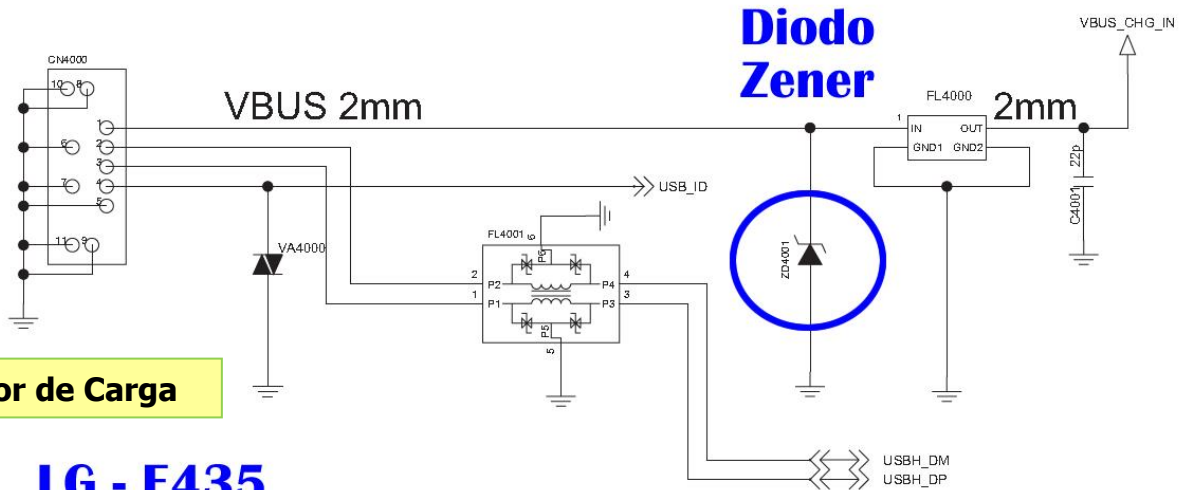 Diodo
Zener
VBUS_CHG_IN
CN4000
10 8
VBUS 2mm
FL4000
2mm
1
1
IN OUT
GND1 GND2
6
2
3
7
4
5
USB_ID
22p
C4001
11 9
VA4000
FL4001
6
P6
ZD4001
2
P2
P4
4
1
P1
P3
3
P5
5
or de Carga
USBH_DM
USBH_DP